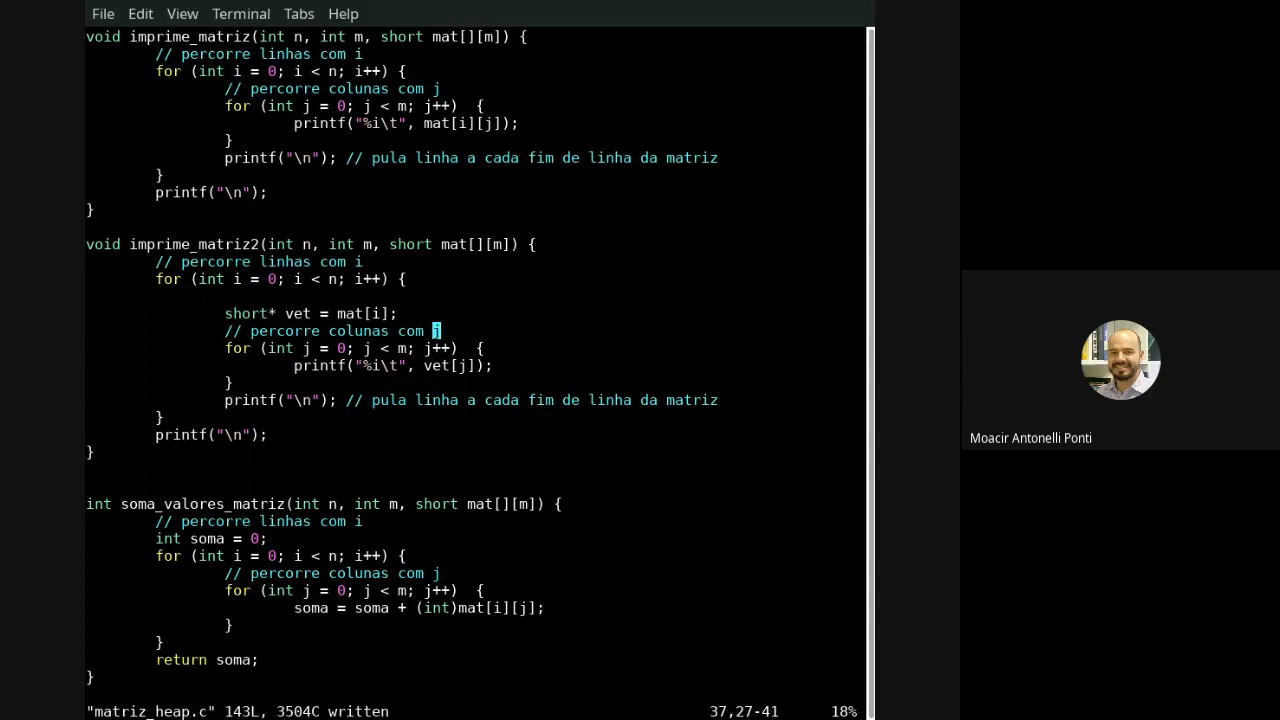 File Edit View Terminal Tabs Help
void imprime_matriz(int n, int m, short mat[][m]) {
// percorre linhas com i
for (int i = 0; i < n; i++) {
// percorre colunas com j
for (int j = 0; j < m; j++)  {
printf("%i\t", mat[i][j]);
}
printf("\n"); // pula linha a cada fim de linha da matriz
}
printf("\n");
}
void imprime_matriz2(int n, int m, short mat[][m]) {
// percorre linhas com i
for (int i = 0; i < n; i++) {
short* vet = mat[i];
// percorre colunas com j
for (int j = 0; j < m; j++)  {
printf("%i\t", vet[j]);
}
printf("\n"); // pula linha a cada fim de linha da matriz
}
printf("\n");
}
int soma_valores_matriz(int n, int m, short mat[][m]) {
// percorre linhas com i
int soma = 0;
for (int i = 0; i < n; i++) {
// percorre colunas com j
for (int j = 0; j < m; j++)  {
soma = soma + (int)mat[i][j];
}
}
return soma;
}
"matriz_heap.c" 143L, 3504C written 37,27-41 18%
Moacir Antonelli Ponti